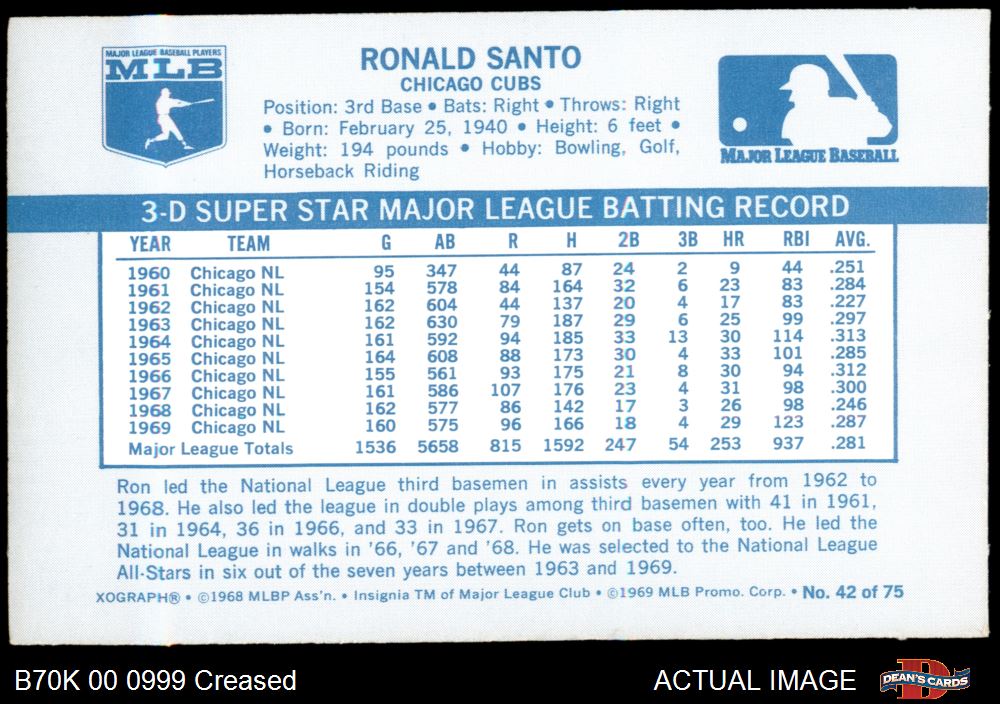 MAJOR LEAGUE BASEBALL PLAYERS
MLB
RONALD SANTO
CHICAGO CUBS
Position: 3rd Base • Bats: Right • Throws: Right
• Born: February 25, 1940 • Height: 6 feet •
Weight: 194 pounds • Hobby: Bowling, Golf,
Horseback Riding
MAJOR LEAGUE BASEBALL
3-D SUPER STAR MAJOR LEAGUE BATTING RECORD
YEAR TEAM G AB R H 2B 3B HR RBI AVG.
1960 Chicago NL 95 347 44 87 24 2 9 44 .251
1961 Chicago NL 154 578 84 164 32 6 23 83 .284
1962 Chicago NL 162 604 44 137 20 4 17 83 .227
1963 Chicago NL 162 630 79 187 29 6 25 99 .297
1964 Chicago NL 161 592 94 185 33 13 30 114 .313
1965 Chicago NL 164 608 88 173 30 4 33 101 .285
1966 Chicago NL 155 561 93 175 21 8 30 94 .312
1967 Chicago NL 161 586 107 176 23 4 31 98 .300
1968 Chicago NL 162 577 86 142 17 3 26 98 .246
1969 Chicago NL 160 575 96 166 18 4 29 123 .287
Major League Totals 1536 5658 815 1592 247 54 253 937 .281
Ron led the National League third basemen in assists every year from 1962 to
1968. He also led the league in double plays among third basemen with 41 in 1961,
31 in 1964, 36 in 1966, and 33 in 1967. Ron gets on base often, too. He led the
National League in walks in '66, '67 and '68. He was selected to the National League
All-Stars in six out of the seven years between 1963 and 1969.
XOGRAPH® • ©1968 MLBP Ass'n. • Insignia TM of Major League Club • ©1969 MLB Promo. Corp. • No. 42 of 75
B70K 00 0999 Creased
ACTUAL IMAGE
D
DEAN'S CARDS